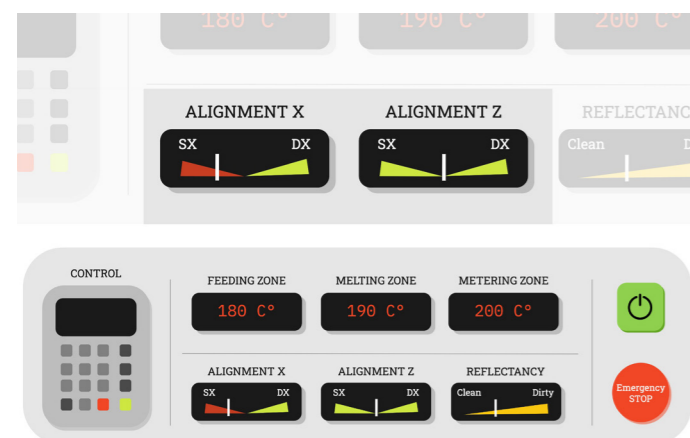 180 C°
190 C°
200 C°
ALIGNMENT X
ALIGNMENT Z
SX
DX
SX
DX
Clean
CONTROL
FEEDING ZONE
MELTING ZONE
METERING ZONE
180 C°
190 C°
200 C°
ALIGNMENT X
ALIGNMENT Z
REFLECTANCY
SX
DX
SX
DX
Clean
Dirty
Emergency
STOP